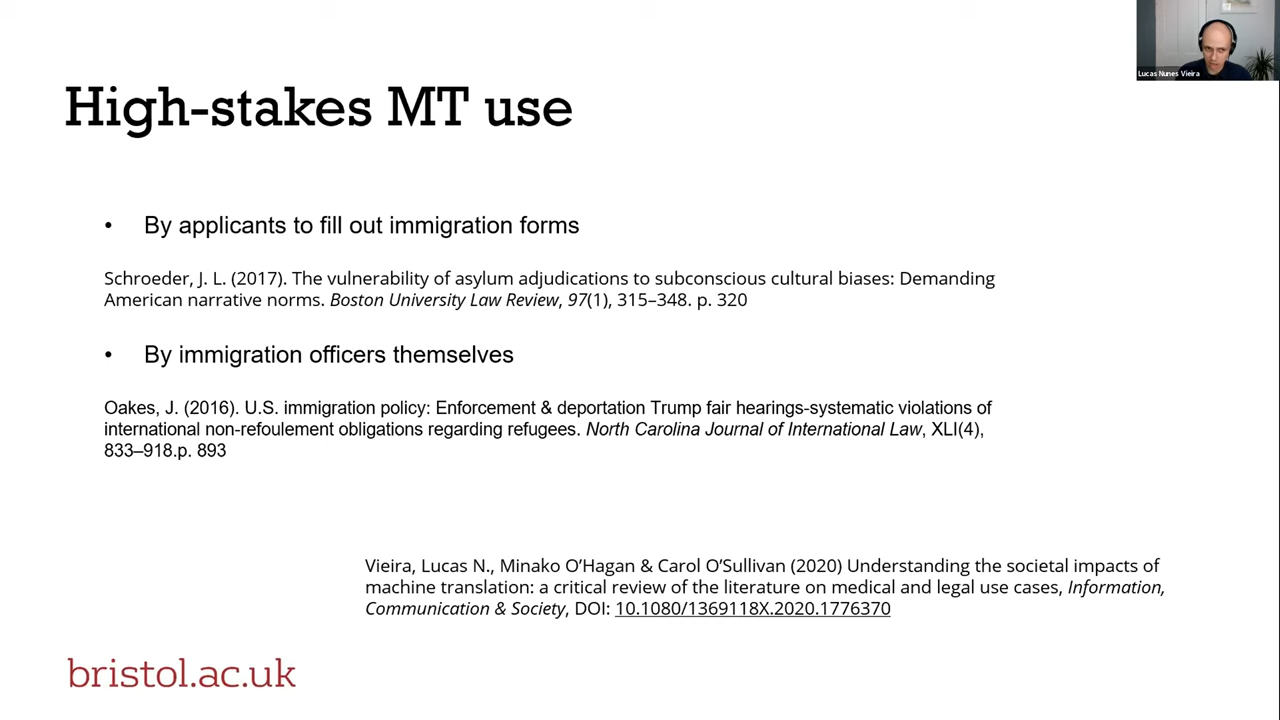 Lucas Nunes Vieira
High-stakes MT use
• By applicants to fill out immigration forms
Schroeder, J. L. (2017). The vulnerability of asylum adjudications to subconscious cultural biases: Demanding
American narrative norms. Boston University Law Review, 97(1), 315–348. p. 320
• By immigration officers themselves
Oakes, J. (2016). U.S. immigration policy: Enforcement & deportation Trump fair hearings-systematic violations of
international non-refoulement obligations regarding refugees. North Carolina Journal of International Law, XLI(4),
833–918.p. 893
Vieira, Lucas N., Minako O’Hagan & Carol O’Sullivan (2020) Understanding the societal impacts of
machine translation: a critical review of the literature on medical and legal use cases, Information,
Communication & Society, DOI: 10.1080/1369118X.2020.1776370
bristol.ac.uk